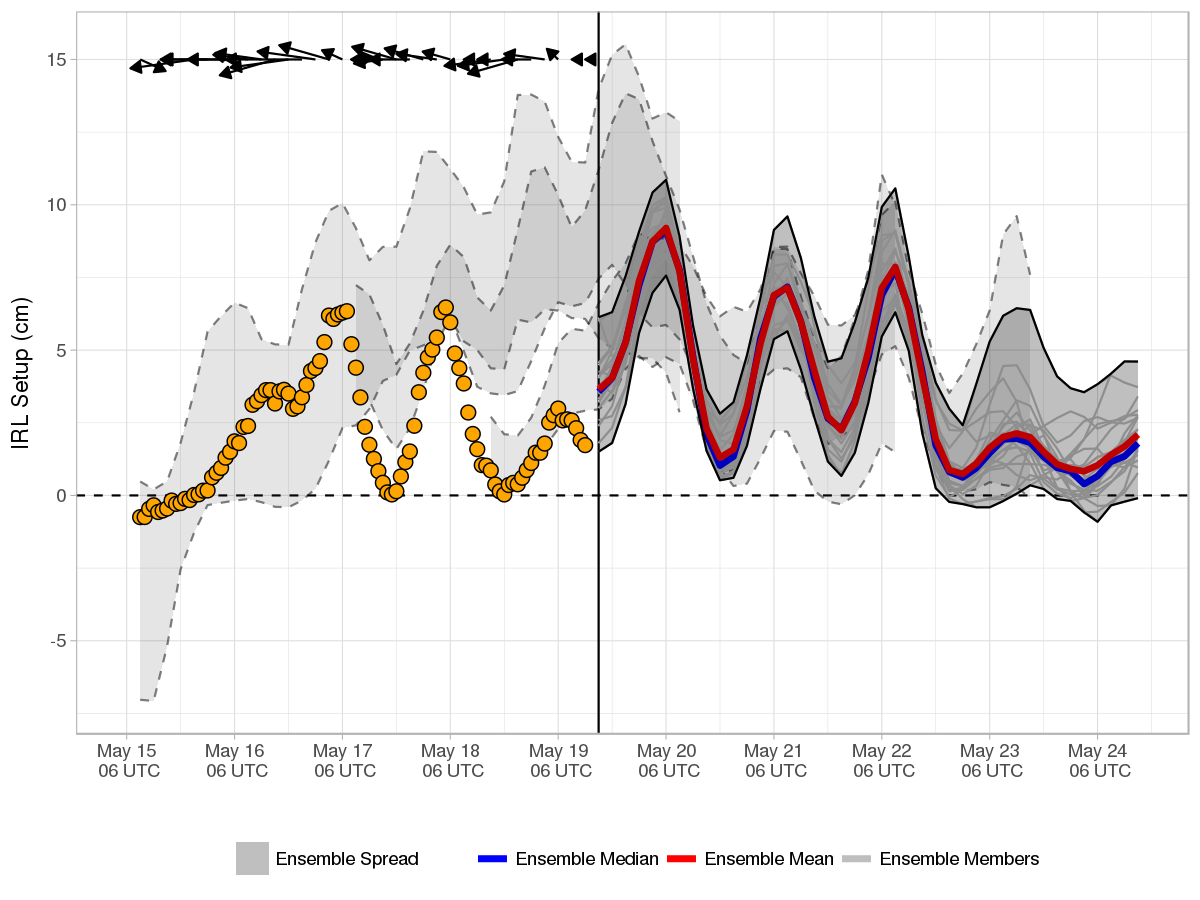 IRL Setup (cm)
15
10
5
0
-5
May 15
06 UTC
May 16
06 UTC
May 17
06 UTC
May 18
06 UTC
May 19
06 UTC
May 20
06 UTC
May 21
06 UTC
May 22
06 UTC
May 23
06 UTC
May 24
06 UTC
Ensemble Spread
Ensemble Median
Ensemble Mean
Ensemble Members